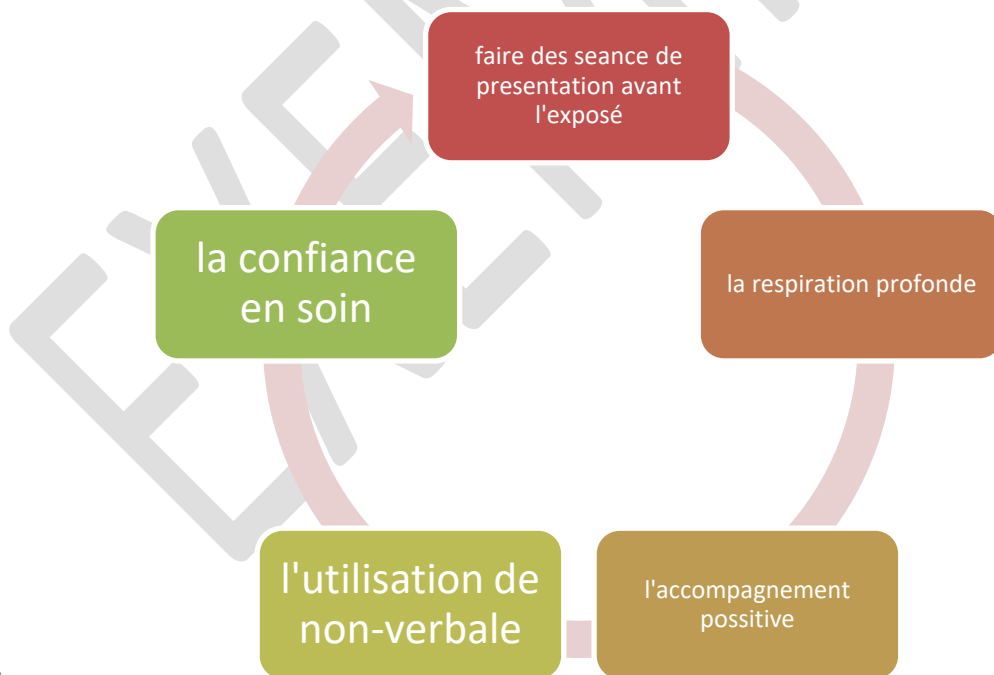 faire des seance de
presentation avant
l'exposé
la respiration profonde
l'accompagnement
possitive
l'utilisation de
non-verbale
la confiance
en soin